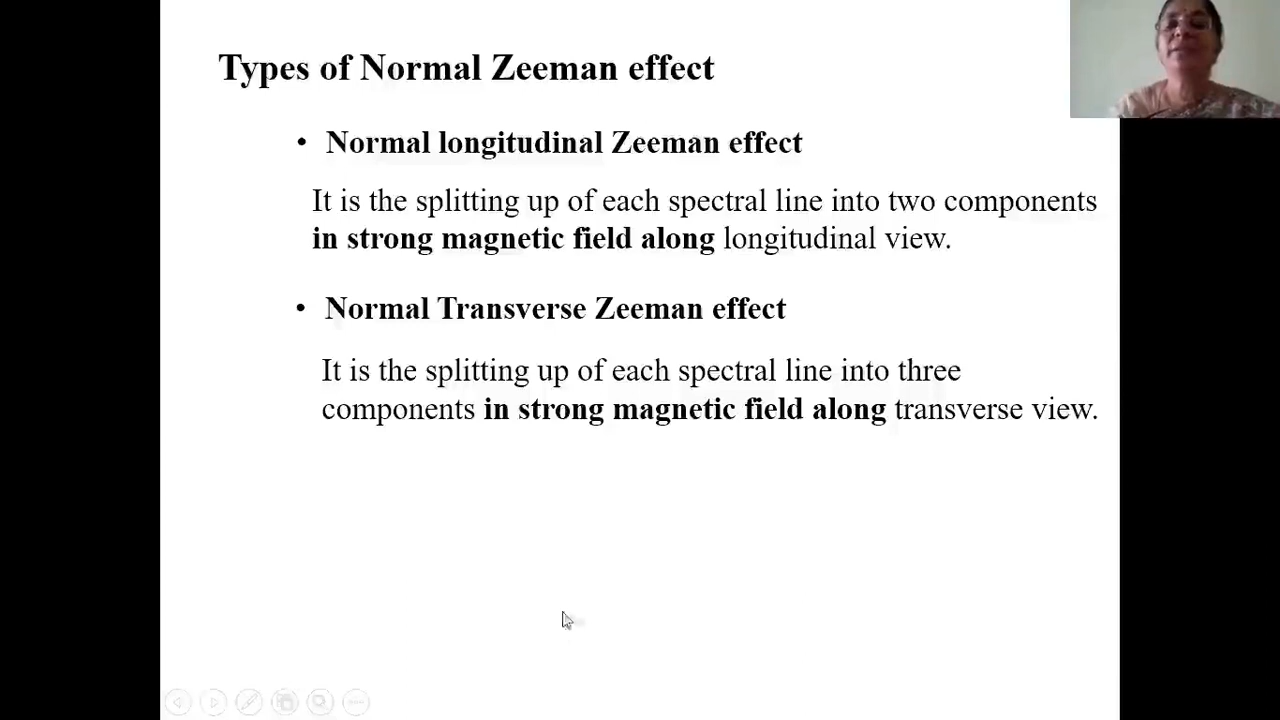 Types of Normal Zeeman effect
• Normal longitudinal Zeeman effect
It is the splitting up of each spectral line into two components
in strong magnetic field along longitudinal view.
• Normal Transverse Zeeman effect
It is the splitting up of each spectral line into three
components in strong magnetic field along transverse view.